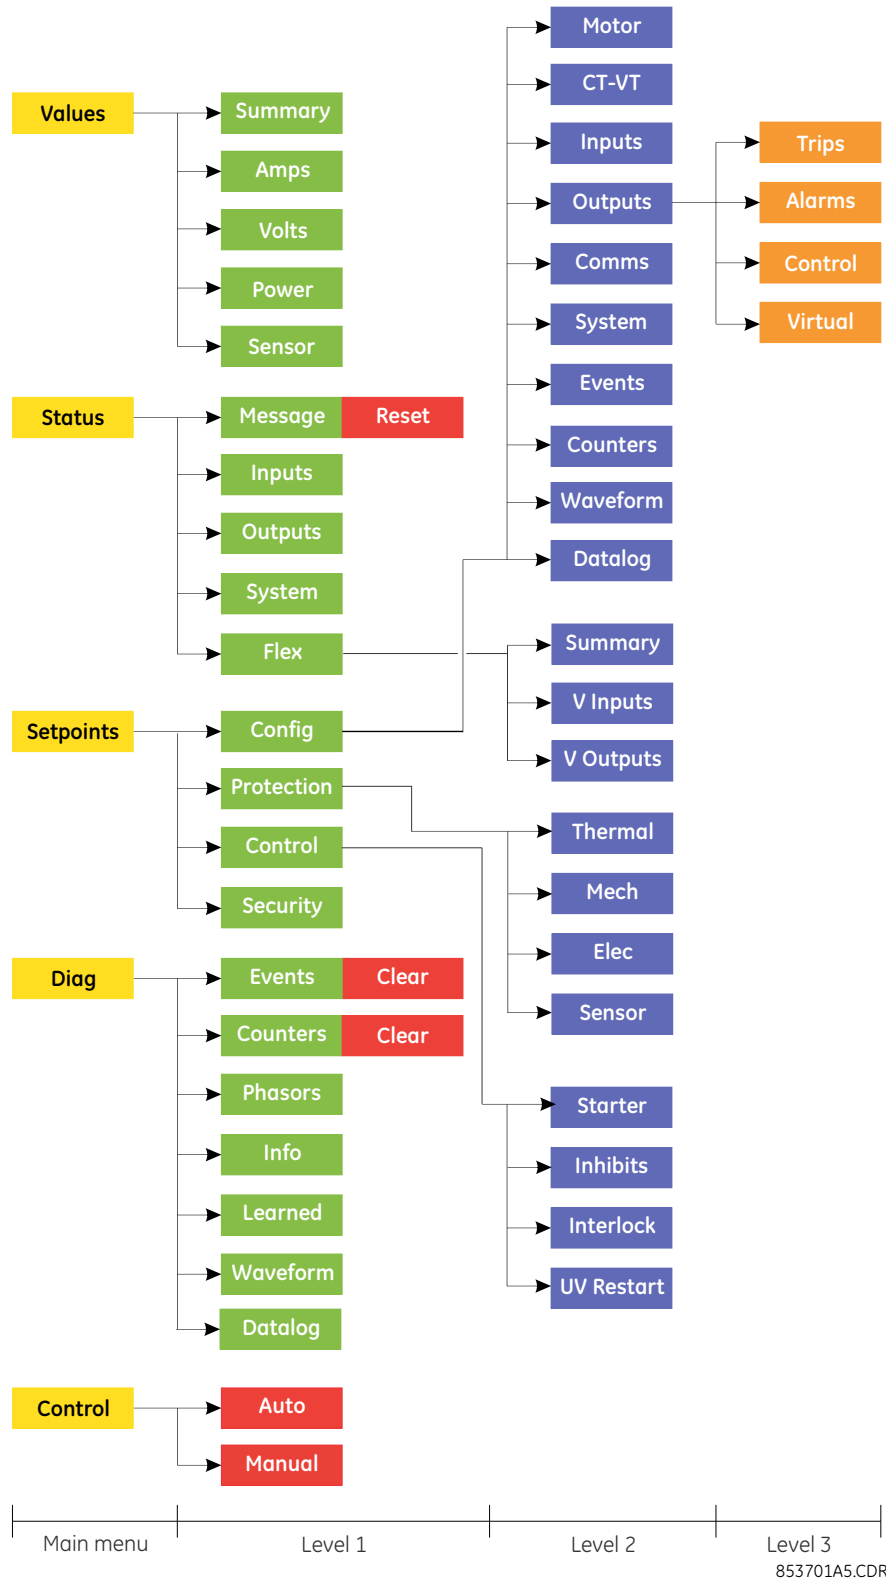 Values
Summary
Amps
Volts
Power
Sensor
Status
Message Reset
Inputs
Outputs
System
Flex
Setpoints
Config
Protection
Control
Security
Diag
Events Clear
Counters Clear
Phasors
Info
Learned
Waveform
Datalog
Control
Auto
Manual
Motor
CT-VT
Inputs
Outputs
Comms
System
Events
Counters
Waveform
Datalog
Summary
V Inputs
V Outputs
Thermal
Mech
Elec
Sensor
Starter
Inhibits
Interlock
UV Restart
Trips
Alarms
Control
Virtual
Main menu Level 1 Level 2 Level 3
853701A5.CDR